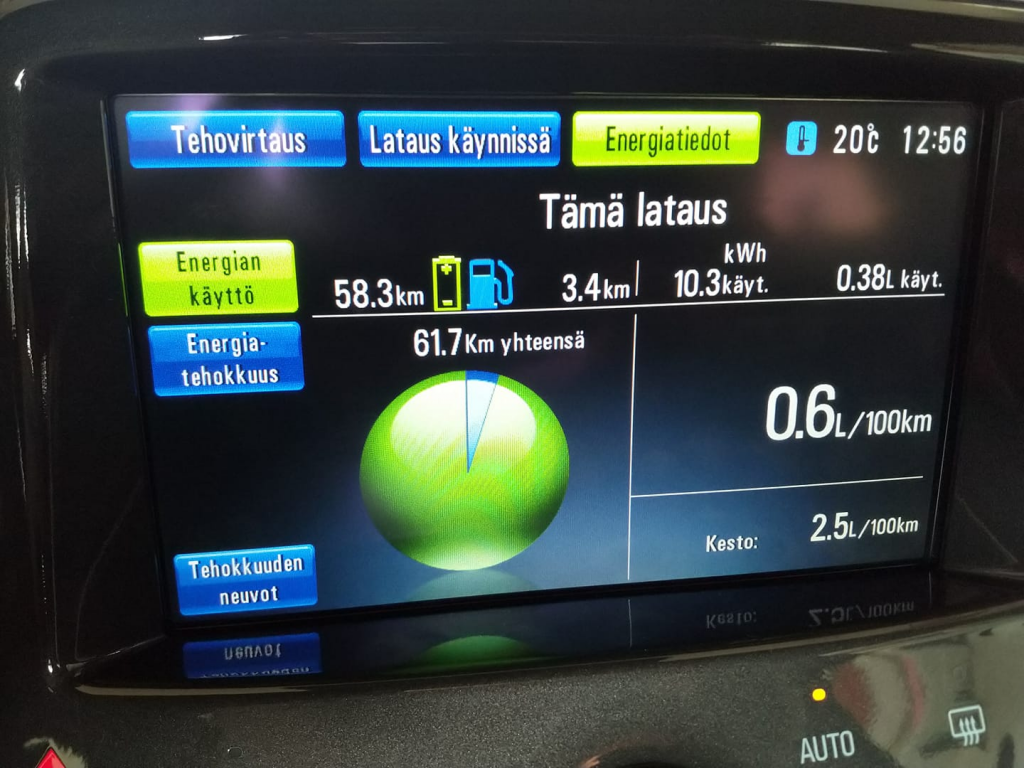 Tehovirtaus
Lataus käynnissä
Energiatiedot
20°C
12:56
Tämä lataus
Energian
käyttö
58.3km
3.4km
kWh
10.3käyt.
0.38L käyt.
61.7Km yhteensä
Energia-
tehokkuus
0.6L/100km
Kesto:
2.5L/100km
Tehokkuuden
neuvot
AUTO